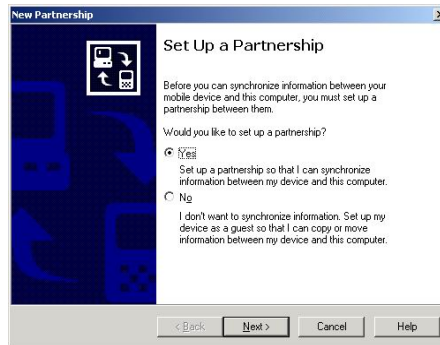 New Partnership
Set Up a Partnership
Before you can synchronize information between your
mobile device and this computer, you must set up a
partnership between them.
Would you like to set up a partnership?
Yes
Set up a partnership so that I can synchronize
information between my device and this computer.
No
I don't want to synchronize information. Set up my
device as a guest so that I can copy or move
information between my device and this computer.
< Back Next > Cancel Help